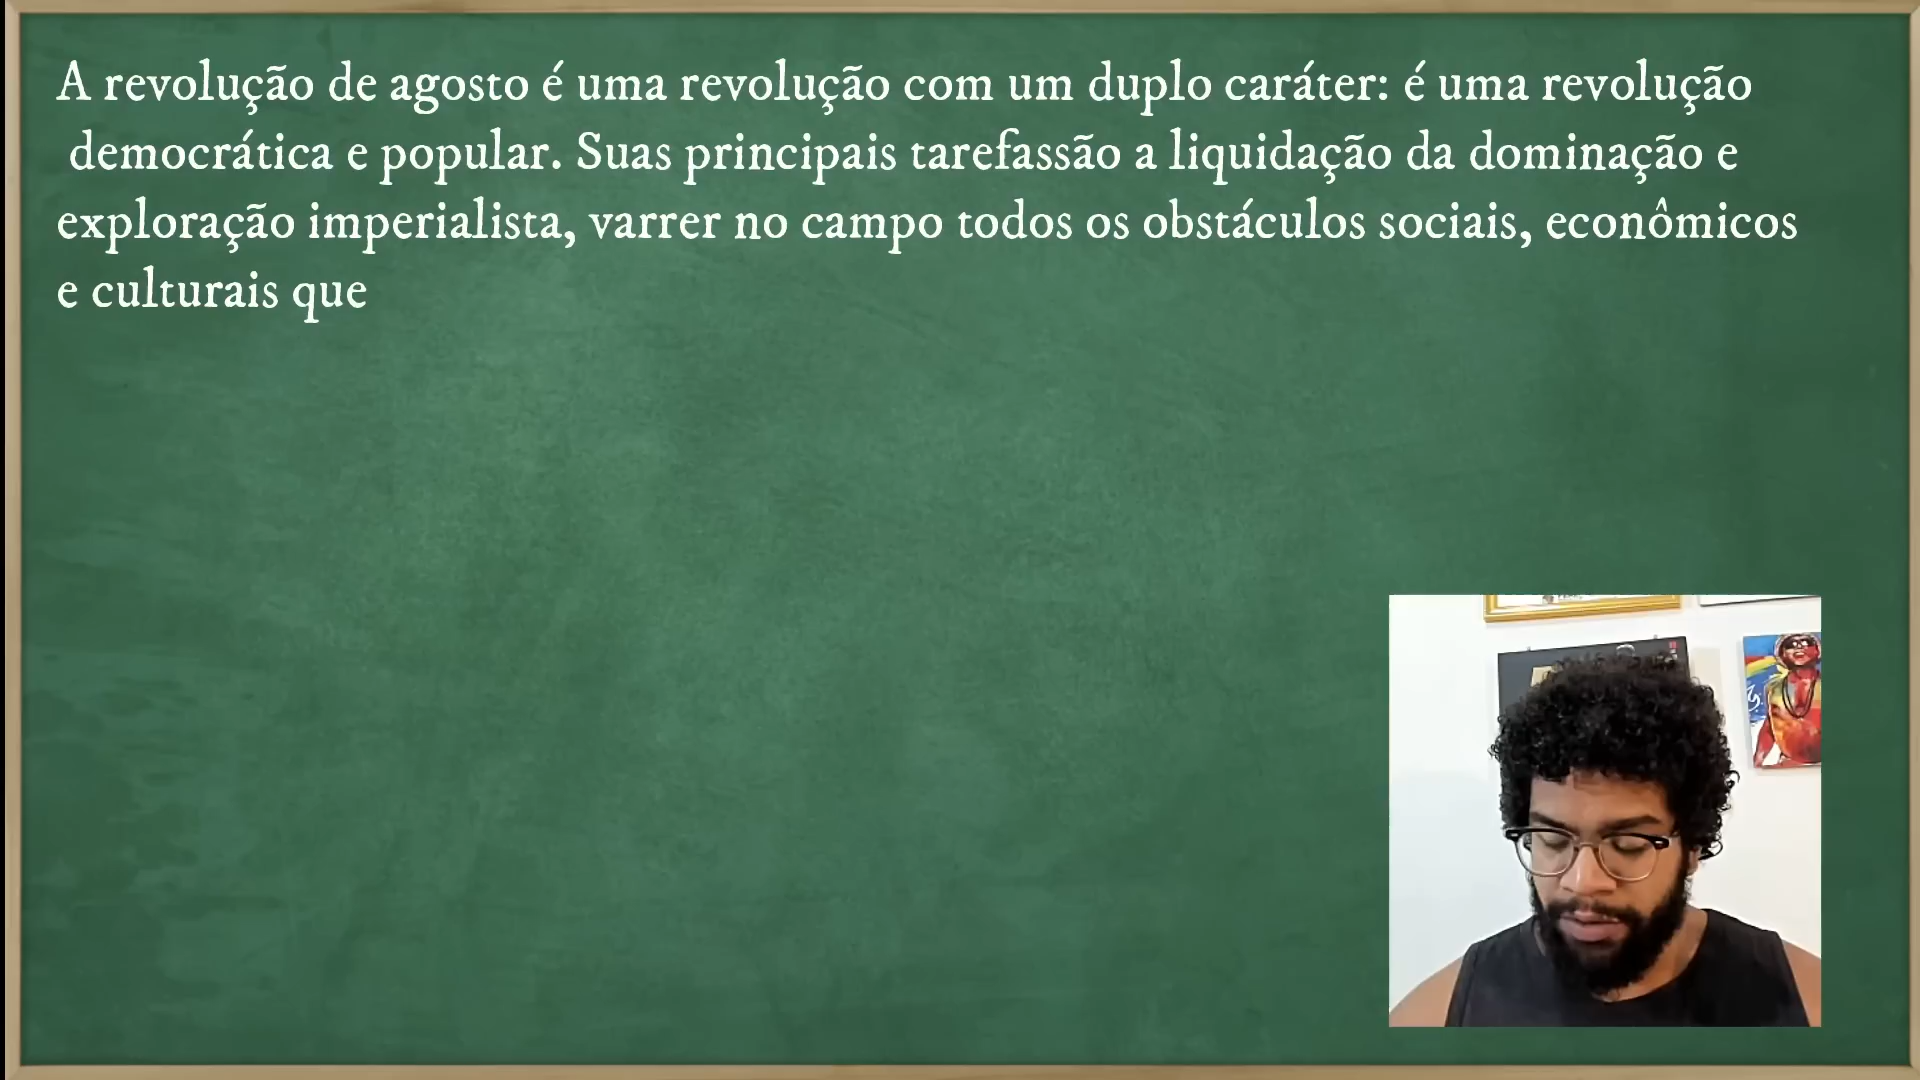 A revolução de agosto é uma revolução com um duplo caráter: é uma revolução
democrática e popular. Suas principais tarefassão a liquidação da dominação e
exploração imperialista, varrer no campo todos os obstáculos sociais, econômicos
e culturais que